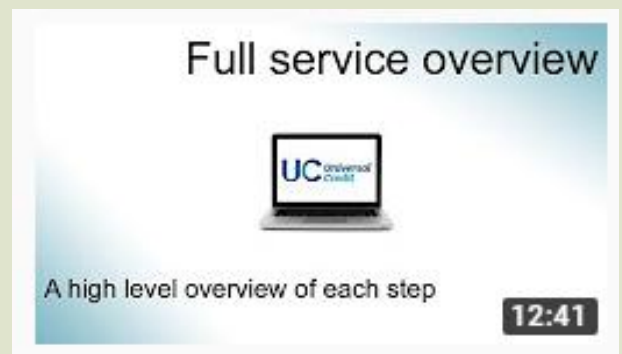 Full service overview
UC Universal
Credit
A high level overview of each step
12:41